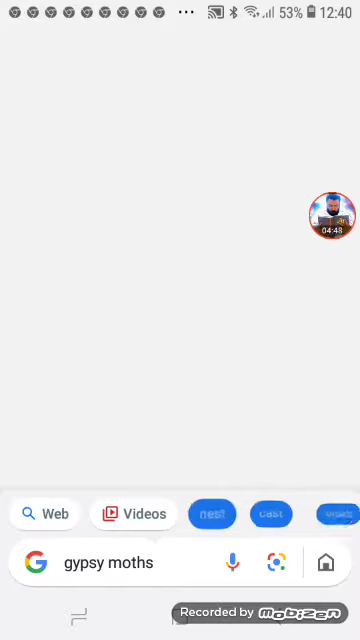 53% 12:40
04:48
Web Videos nest cast
gypsy moths
Recorded by mobizen